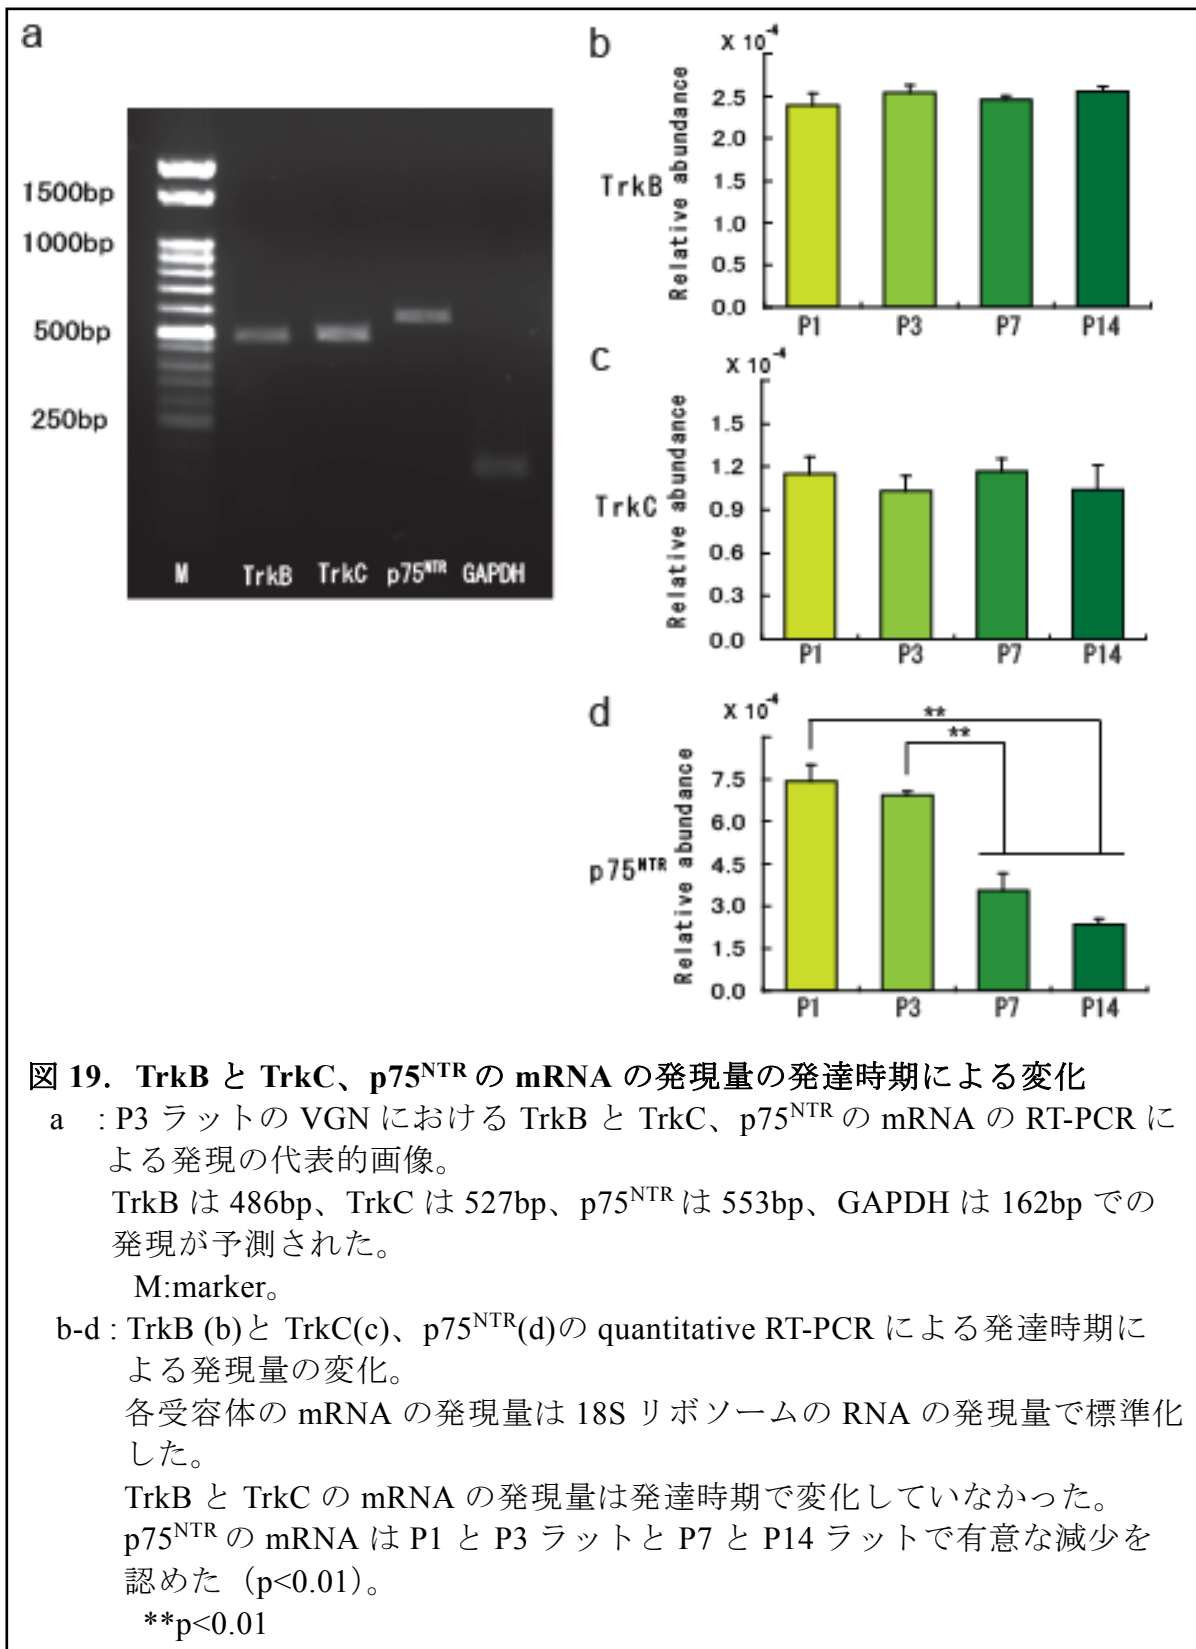 a
1500bp
1000bp
500bp
250bp
M TrkB TrkC p75ᴺᵀᴿ GAPDH
b
X 10⁻⁴
TrkB
Relative abundance
2.5
2.0
1.5
1.0
0.5
0.0
P1 P3 P7 P14
c
X 10⁻⁴
TrkC
Relative abundance
1.5
1.2
0.9
0.6
0.3
0.0
P1 P3 P7 P14
d
X 10⁻⁴
**
**
p75ᴺᵀᴿ
Relative abundance
7.5
6.0
4.5
3.0
1.5
0.0
P1 P3 P7 P14
図 19. TrkB と TrkC、p75ᴺᵀᴿ の mRNA の発現量の発達時期による変化
a : P3 ラットの VGN における TrkB と TrkC、p75ᴺᵀᴿ の mRNA の RT-PCR に
よる発現の代表的画像。
TrkB は 486bp、TrkC は 527bp、p75ᴺᵀᴿ は 553bp、GAPDH は 162bp での
発現が予測された。
M:marker。
b-d : TrkB (b)と TrkC(c)、p75ᴺᵀᴿ(d)の quantitative RT-PCR による発達時期に
よる発現量の変化。
各受容体の mRNA の発現量は 18S リボソームの RNA の発現量で標準化
した。
TrkB と TrkC の mRNA の発現量は発達時期で変化していなかった。
p75ᴺᵀᴿ の mRNA は P1 と P3 ラットと P7 と P14 ラットで有意な減少を
認めた（p<0.01）。
**p<0.01